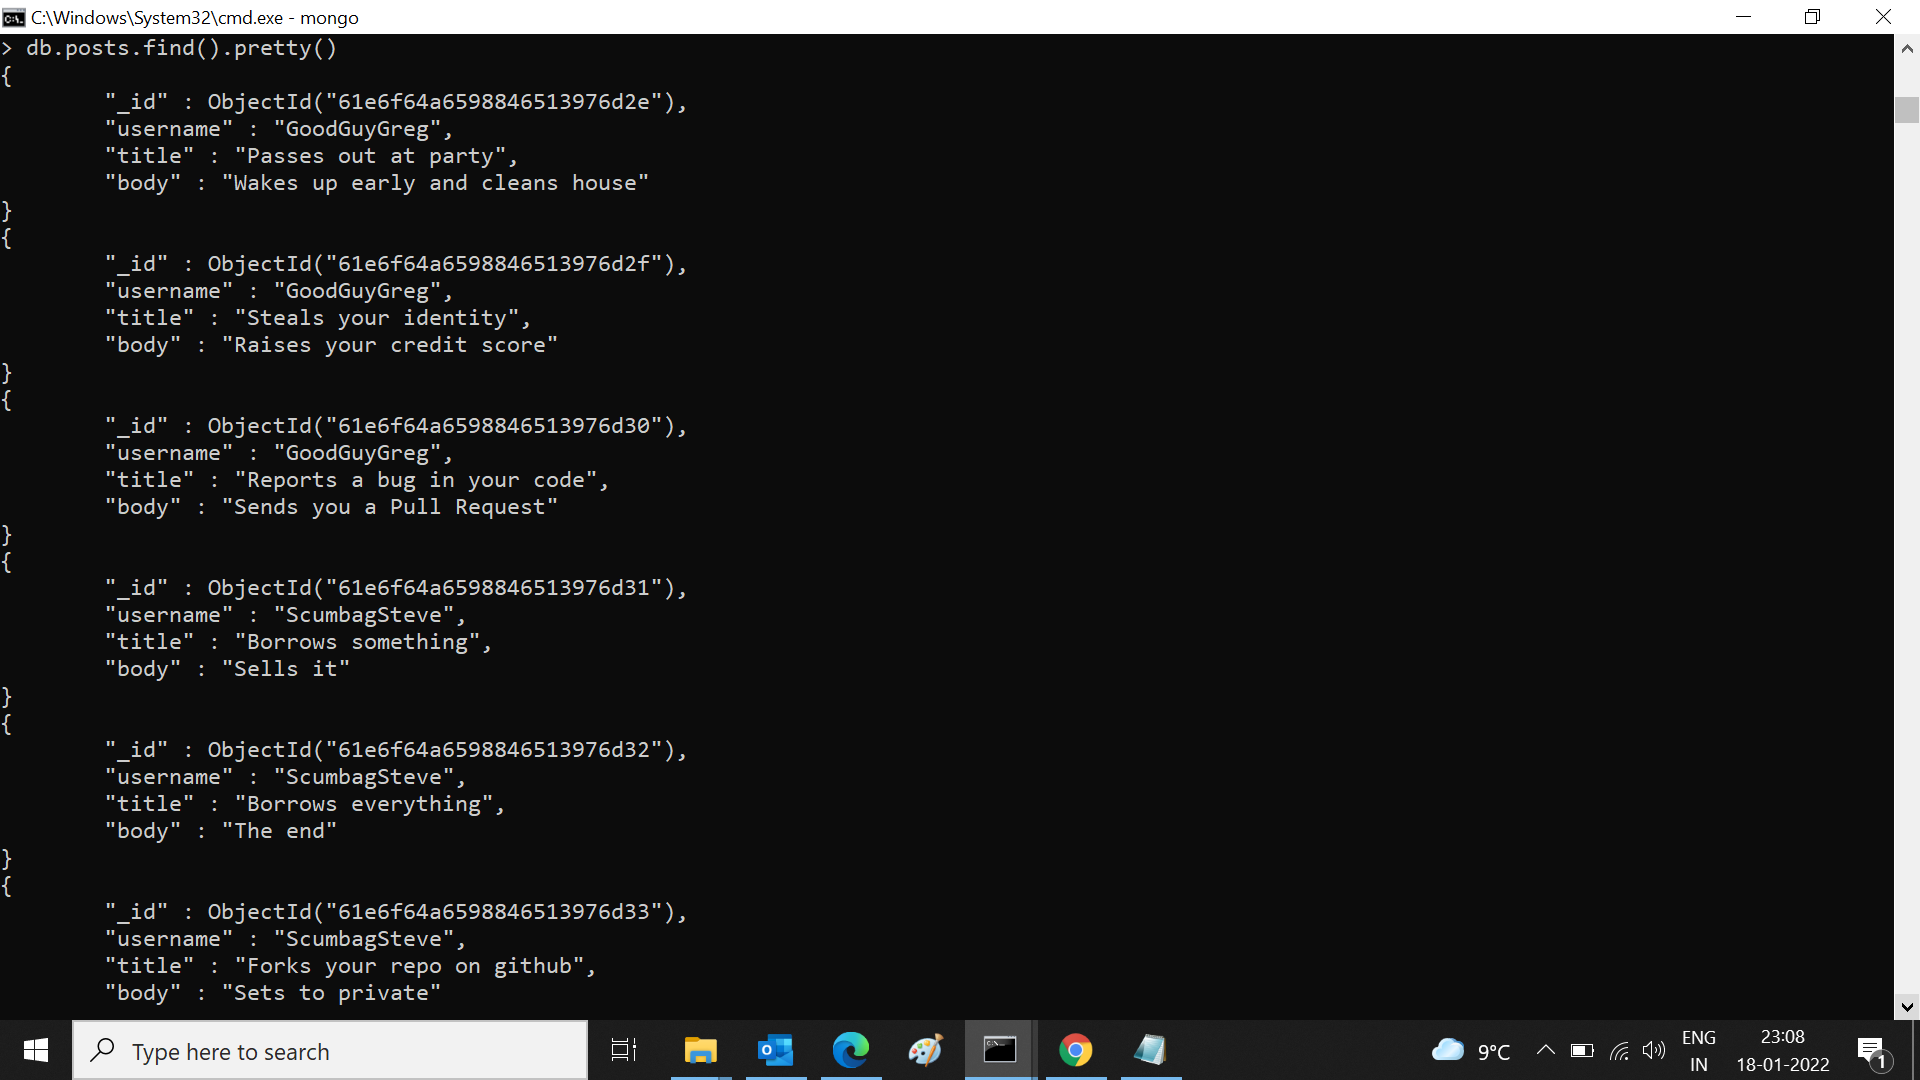 C:\Windows\System32\cmd.exe - mongo
> db.posts.find().pretty()
{
"_id" : ObjectId("61e6f64a6598846513976d2e"),
"username" : "GoodGuyGreg",
"title" : "Passes out at party",
"body" : "Wakes up early and cleans house"
}
{
"_id" : ObjectId("61e6f64a6598846513976d2f"),
"username" : "GoodGuyGreg",
"title" : "Steals your identity",
"body" : "Raises your credit score"
}
{
"_id" : ObjectId("61e6f64a6598846513976d30"),
"username" : "GoodGuyGreg",
"title" : "Reports a bug in your code",
"body" : "Sends you a Pull Request"
}
{
"_id" : ObjectId("61e6f64a6598846513976d31"),
"username" : "ScumbagSteve",
"title" : "Borrows something",
"body" : "Sells it"
}
{
"_id" : ObjectId("61e6f64a6598846513976d32"),
"username" : "ScumbagSteve",
"title" : "Borrows everything",
"body" : "The end"
}
{
"_id" : ObjectId("61e6f64a6598846513976d33"),
"username" : "ScumbagSteve",
"title" : "Forks your repo on github",
"body" : "Sets to private"
Type here to search
9°C
ENG
IN
23:08
18-01-2022
1